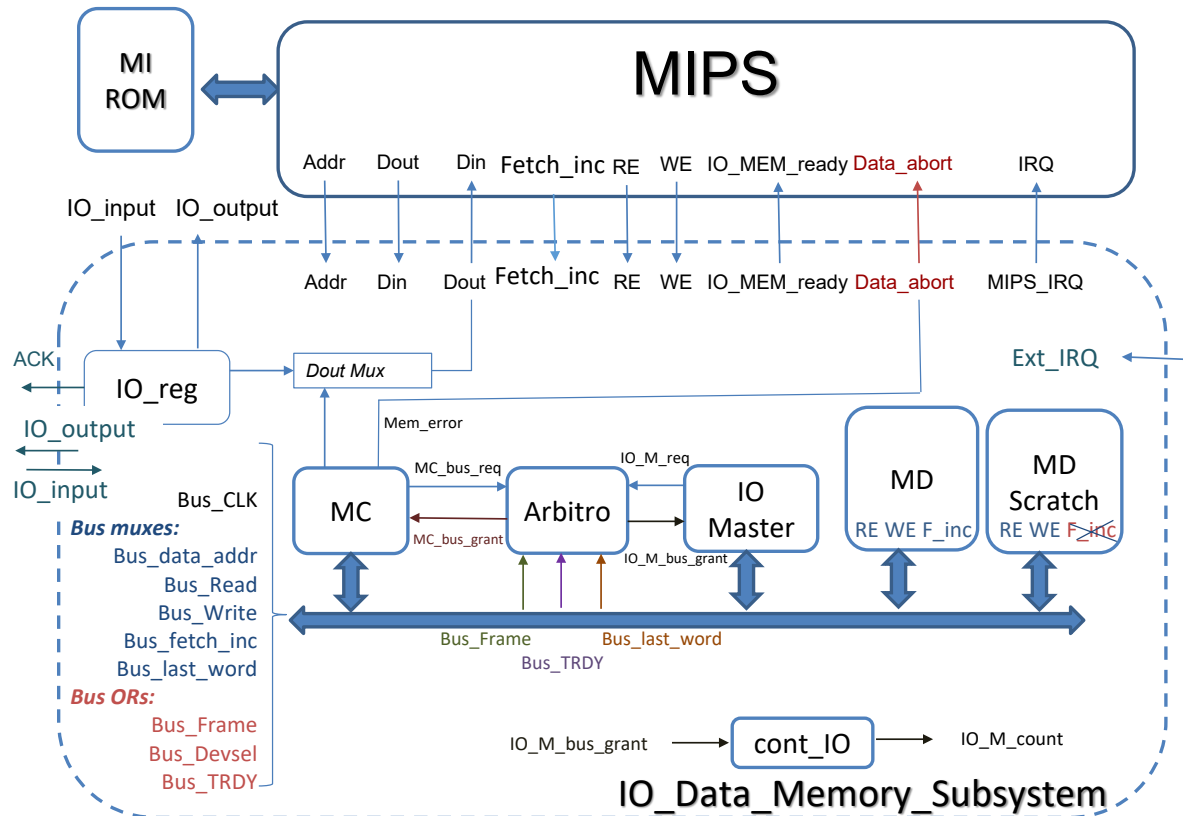 MI
ROM
MIPS
Addr Dout Din Fetch_inc RE WE IO_MEM_ready Data_abort IRQ
IO_input IO_output
Addr Din Dout Fetch_inc RE WE IO_MEM_ready Data_abort MIPS_IRQ
ACK
IO_reg
Dout Mux
Ext_IRQ
IO_output
IO_input
Mem_error
MC_bus_req
IO_M_req
MC
Arbitro
IO
Master
MC_bus_grant
IO_M_bus_grant
MD
RE WE F_inc
MD
Scratch
RE WE F_inc
Bus_CLK
Bus muxes:
Bus_data_addr
Bus_Read
Bus_Write
Bus_fetch_inc
Bus_last_word
Bus ORs:
Bus_Frame
Bus_Devsel
Bus_TRDY
Bus_Frame
Bus_TRDY
Bus_last_word
IO_M_bus_grant
cont_IO
IO_M_count
IO_Data_Memory_Subsystem